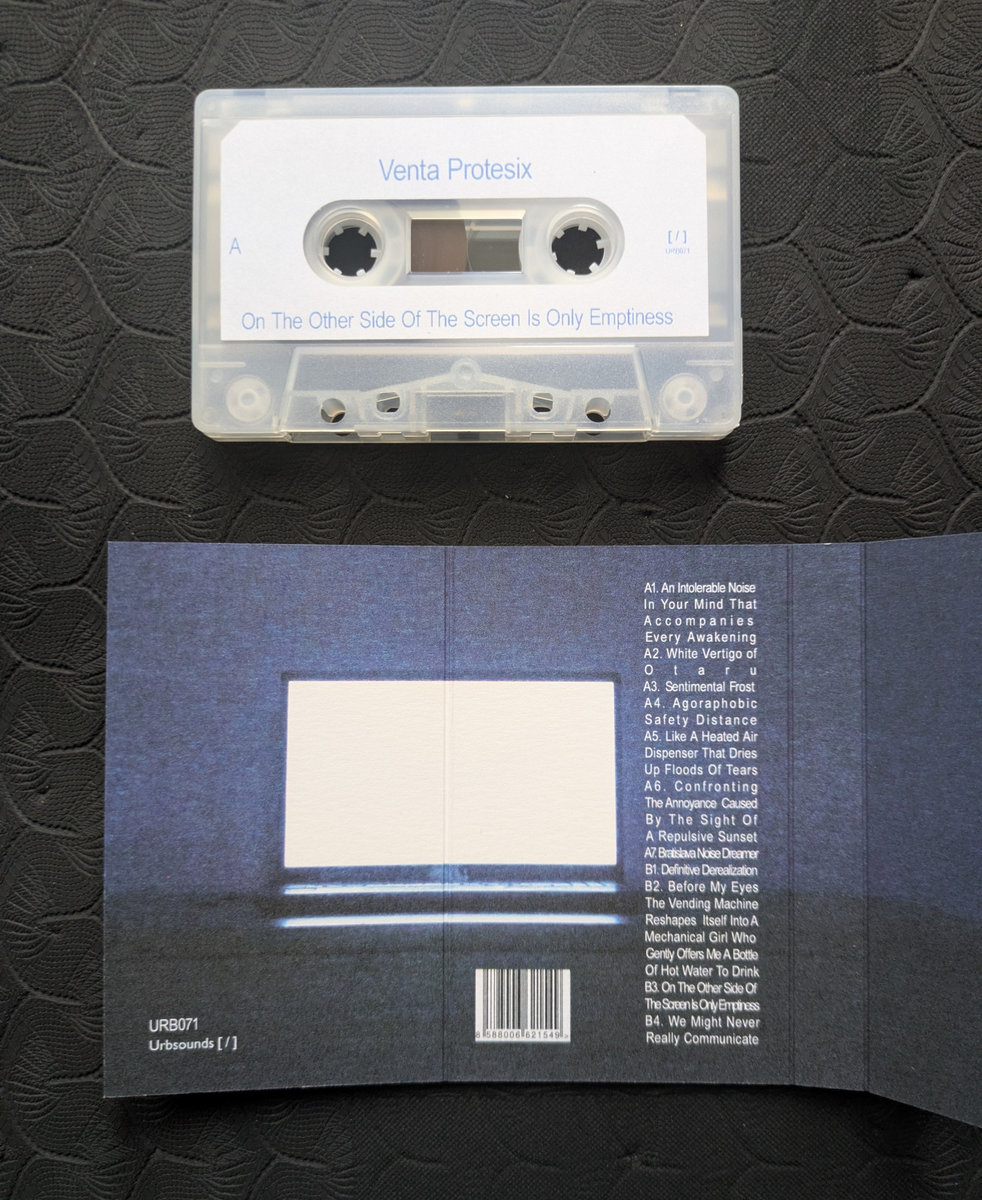 Venta Protesix
A
[ / ]
URB071
On The Other Side Of The Screen Is Only Emptiness
A1. An Intolerable Noise
In Your Mind That
Accompanies
Every Awakening
A2. White Vertigo of
Otaru
A3. Sentimental Frost
A4. Agoraphobic
Safety Distance
A5. Like A Heated Air
Dispenser That Dries
Up Floods Of Tears
A6. Confronting
The Annoyance Caused
By The Sight Of
A Repulsive Sunset
A7. Bratislava Noise Dreamer
B1. Definitive Derealization
B2. Before My Eyes
The Vending Machine
Reshapes Itself Into A
Mechanical Girl Who
Gently Offers Me A Bottle
Of Hot Water To Drink
B3. On The Other Side Of
The Screen Is Only Emptiness
B4. We Might Never
Really Communicate
8 588006 621549 >
URB071
Urbsounds [ / ]